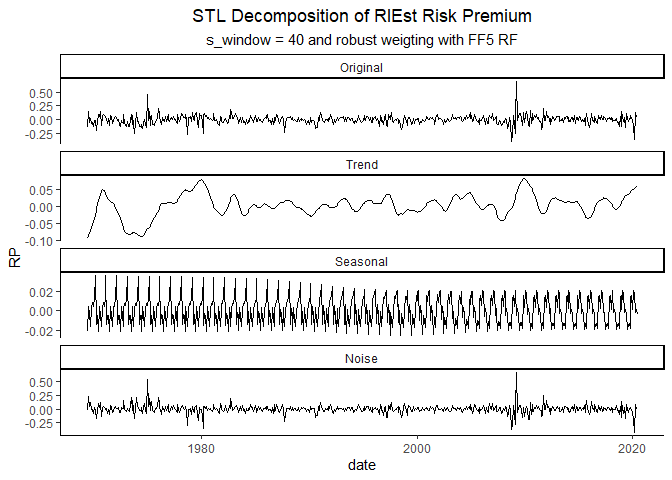 STL Decomposition of RlEst Risk Premium
s_window = 40 and robust weigting with FF5 RF
Original
0.50
0.25
0.00
-0.25
Trend
0.05
0.00
-0.05
-0.10
RP
Seasonal
0.02
0.00
-0.02
Noise
0.50
0.25
0.00
-0.25
1980
2000
2020
date